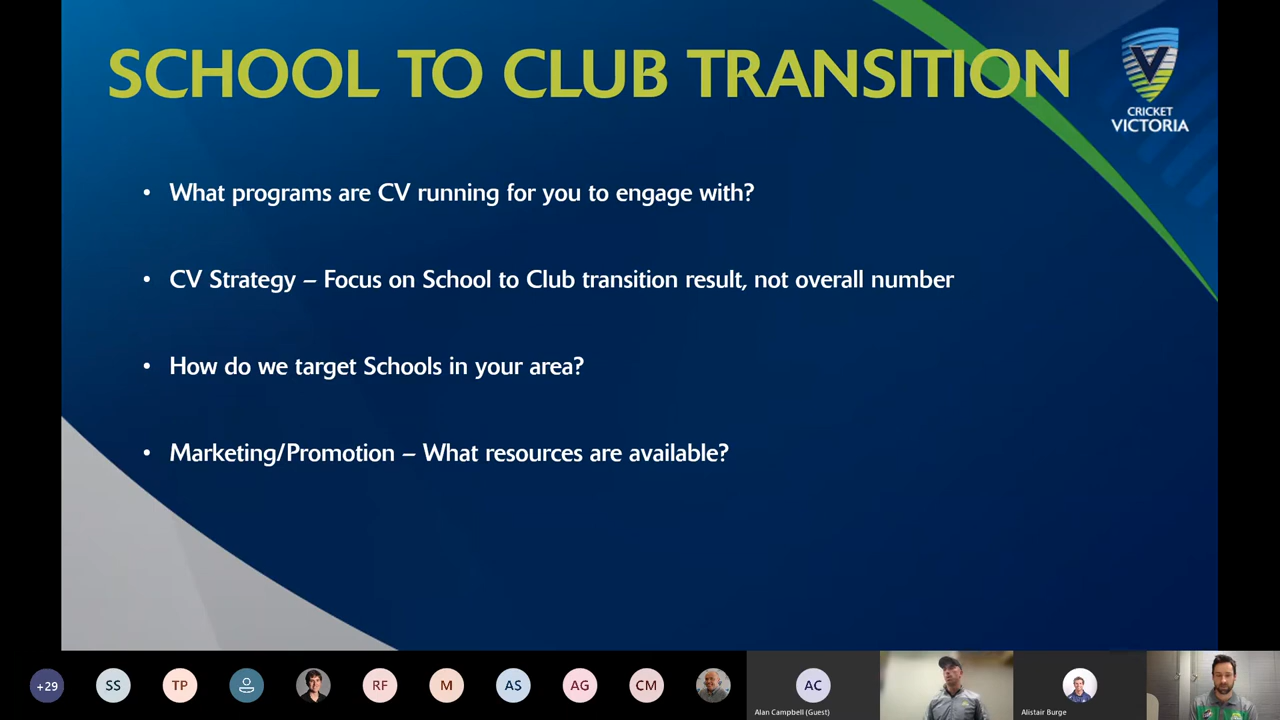 SCHOOL TO CLUB TRANSITION
CRICKET
VICTORIA
• What programs are CV running for you to engage with?
• CV Strategy – Focus on School to Club transition result, not overall number
• How do we target Schools in your area?
• Marketing/Promotion – What resources are available?
+29
SS
TP
RF
M
AS
AG
CM
AC
Alan Campbell (Guest)
Alistair Burge